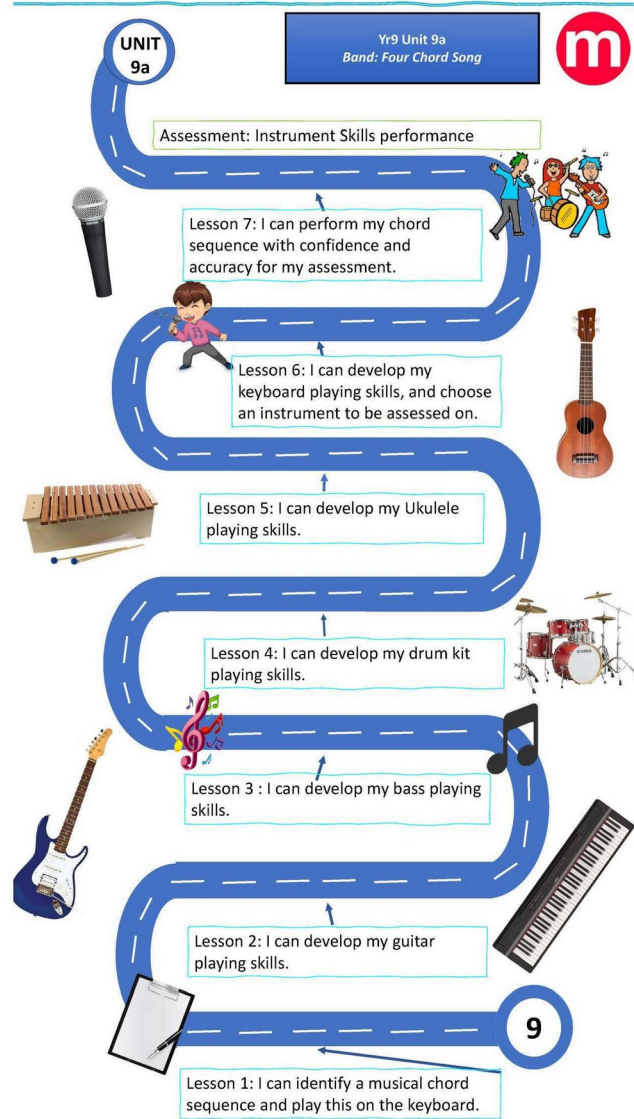 UNIT
9a
Yr9 Unit 9a
Band: Four Chord Song
m
Assessment: Instrument Skills performance
Lesson 7: I can perform my chord
sequence with confidence and
accuracy for my assessment.
Lesson 6: I can develop my
keyboard playing skills, and choose
an instrument to be assessed on.
Lesson 5: I can develop my Ukulele
playing skills.
Lesson 4: I can develop my drum kit
playing skills.
Lesson 3 : I can develop my bass playing
skills.
Lesson 2: I can develop my guitar
playing skills.
9
Lesson 1: I can identify a musical chord
sequence and play this on the keyboard.